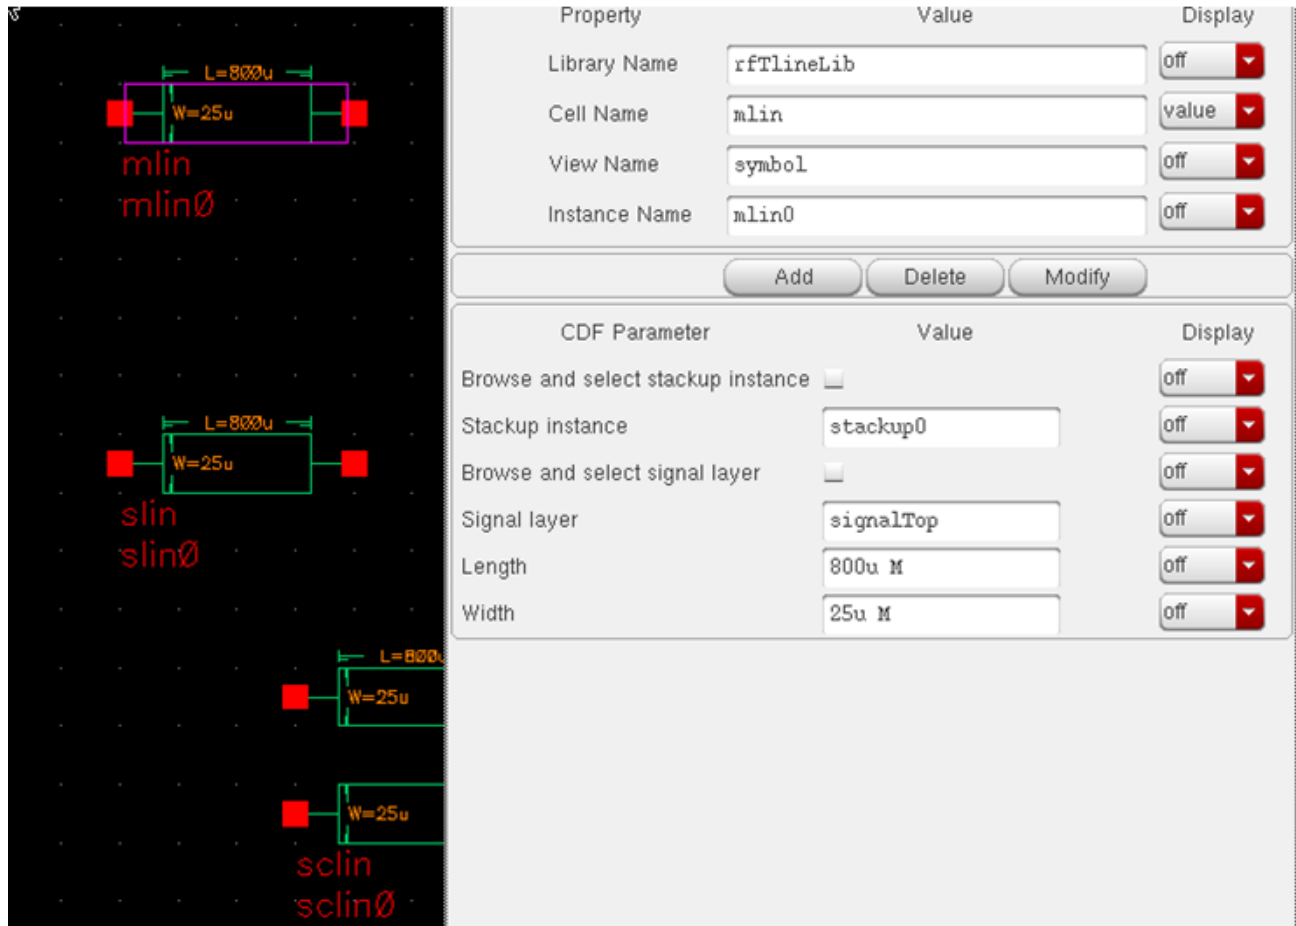 L=800u
W=25u
mlin
mlin0
L=800u
W=25u
slin
slin0
L=800u
W=25u
W=25u
sclin
sclin0
Property Value Display
Library Name rfTlineLib off
Cell Name mlin value
View Name symbol off
Instance Name mlin0 off
Add Delete Modify
CDF Parameter Value Display
Browse and select stackup instance off
Stackup instance stackup0 off
Browse and select signal layer off
Signal layer signalTop off
Length 800u M off
Width 25u M off